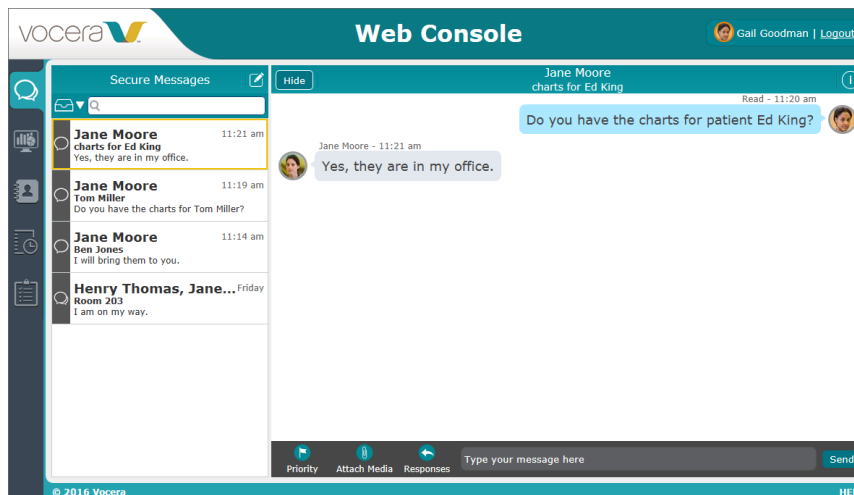 vocera
Web Console
Gail Goodman | Logout
Secure Messages
Jane Moore
11:21 am
charts for Ed King
Yes, they are in my office.
Jane Moore
11:19 am
Tom Miller
Do you have the charts for Tom Miller?
Jane Moore
11:14 am
Ben Jones
I will bring them to you.
Henry Thomas, Jane...
Friday
Room 203
I am on my way.
Hide
Jane Moore
charts for Ed King
Read - 11:20 am
Do you have the charts for patient Ed King?
Jane Moore - 11:21 am
Yes, they are in my office.
Priority
Attach Media
Responses
Type your message here
Send
© 2016 Vocera